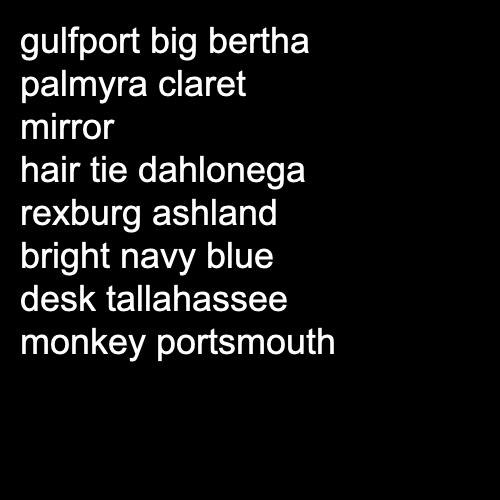 gulfport big bertha
palmyra claret
mirror
hair tie dahlonega
rexburg ashland
bright navy blue
desk tallahassee
monkey portsmouth